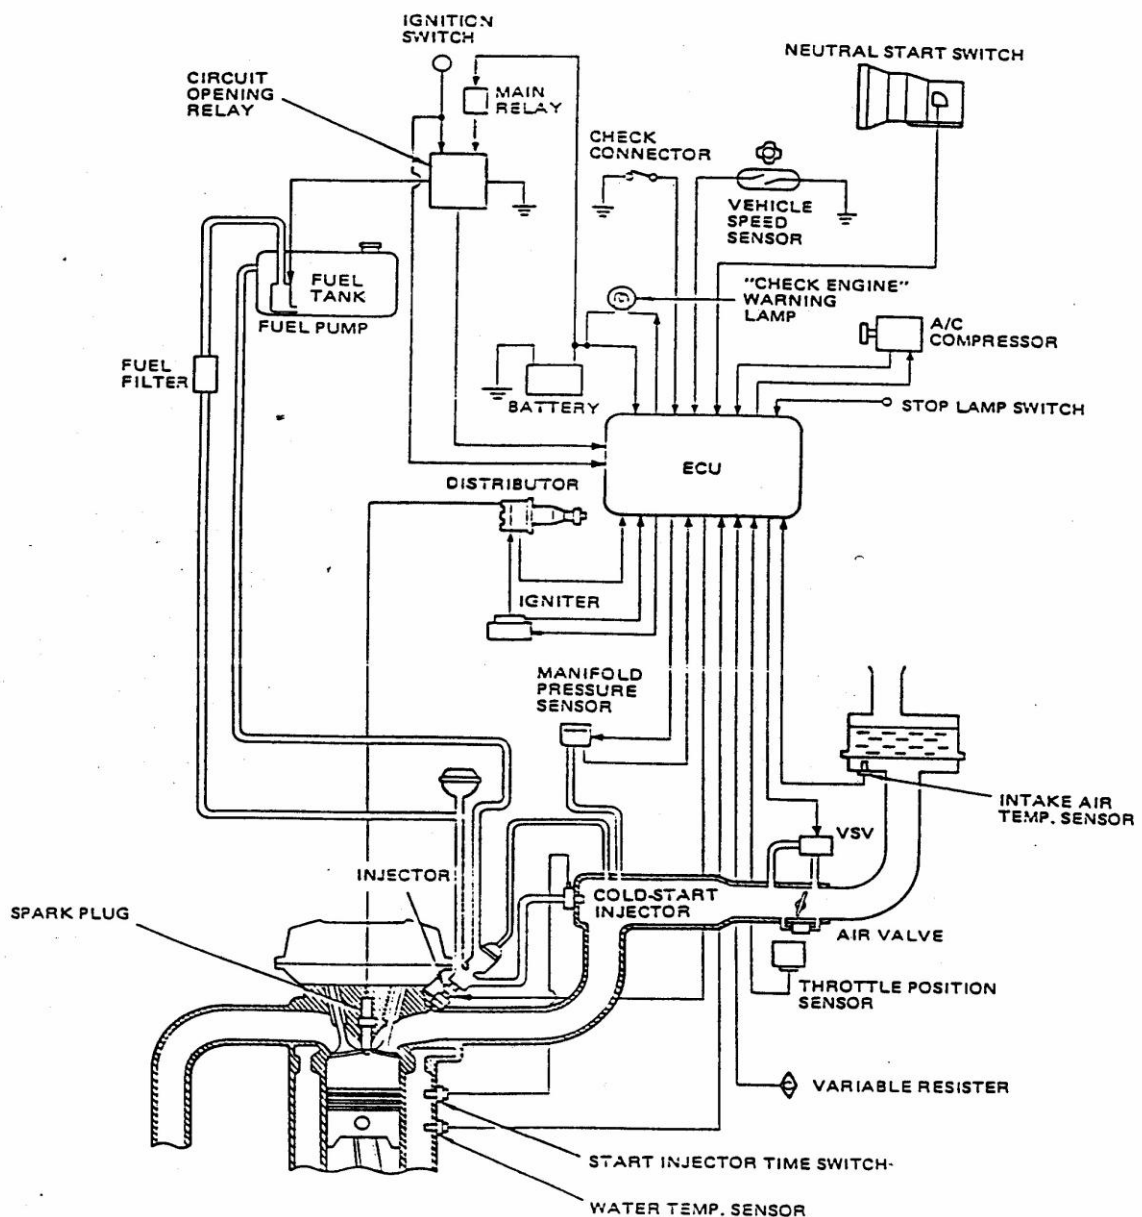 IGNITION
SWITCH
NEUTRAL START SWITCH
CIRCUIT
OPENING
RELAY
MAIN
RELAY
CHECK
CONNECTOR
VEHICLE
SPEED
SENSOR
FUEL
TANK
FUEL PUMP
"CHECK ENGINE"
WARNING
LAMP
A/C
COMPRESSOR
FUEL
FILTER
BATTERY
STOP LAMP SWITCH
ECU
DISTRIBUTOR
IGNITER
MANIFOLD
PRESSURE
SENSOR
INTAKE AIR
TEMP. SENSOR
VSV
INJECTOR
COLD-START
INJECTOR
SPARK PLUG
AIR VALVE
THROTTLE POSITION
SENSOR
VARIABLE RESISTER
START INJECTOR TIME SWITCH
WATER TEMP. SENSOR